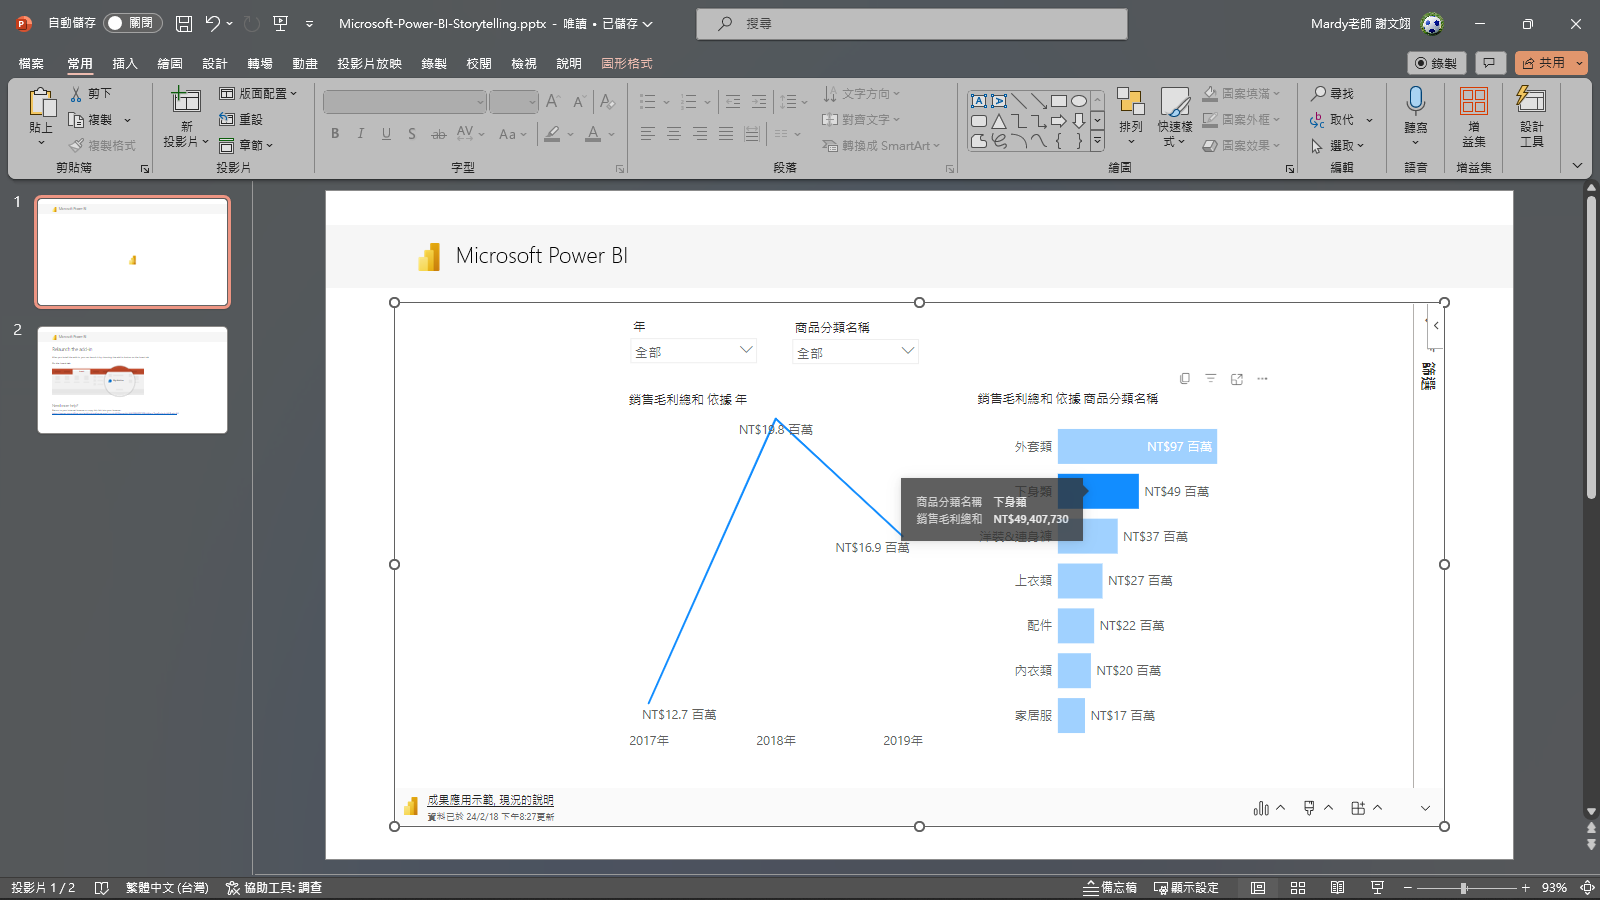 自動儲存 關閉 Microsoft-Power-BI-Storytelling.pptx - 唯讀 • 已儲存 搜尋 Mardy老師 謝文翊
檔案 常用 插入 繪圖 設計 轉場 動畫 投影片放映 錄製 校閱 檢視 說明 圖形格式 錄製 共用
貼上 剪下 複製 複製格式 剪貼簿
新投影片 版面配置 重設 章節 投影片
B I U S ab AV Aa A 字型
文字方向 對齊文字 轉換成 SmartArt 段落
排列 快速樣式 圖案填滿 圖案外框 圖案效果 繪圖
尋找 取代 選取 編輯
聽寫 語音
增益集 增益集
設計工具
1
Microsoft Power BI
2
Microsoft Power BI
Microsoft Power BI
年 商品分類名稱
全部 全部
篩選
銷售毛利總和 依據 年
NT$19.8 百萬
NT$16.9 百萬
NT$12.7 百萬
2017年 2018年 2019年
銷售毛利總和 依據 商品分類名稱
外套類 NT$97 百萬
下身類 NT$49 百萬
洋裝&連身褲 NT$37 百萬
上衣類 NT$27 百萬
配件 NT$22 百萬
內衣類 NT$20 百萬
家居服 NT$17 百萬
商品分類名稱 下身類
銷售毛利總和 NT$49,407,730
成果應用示範, 現況的說明
資料已於 24/2/18 下午8:27更新
投影片 1 / 2 繁體中文 (台灣) 協助工具: 調查 備忘稿 顯示設定 93%